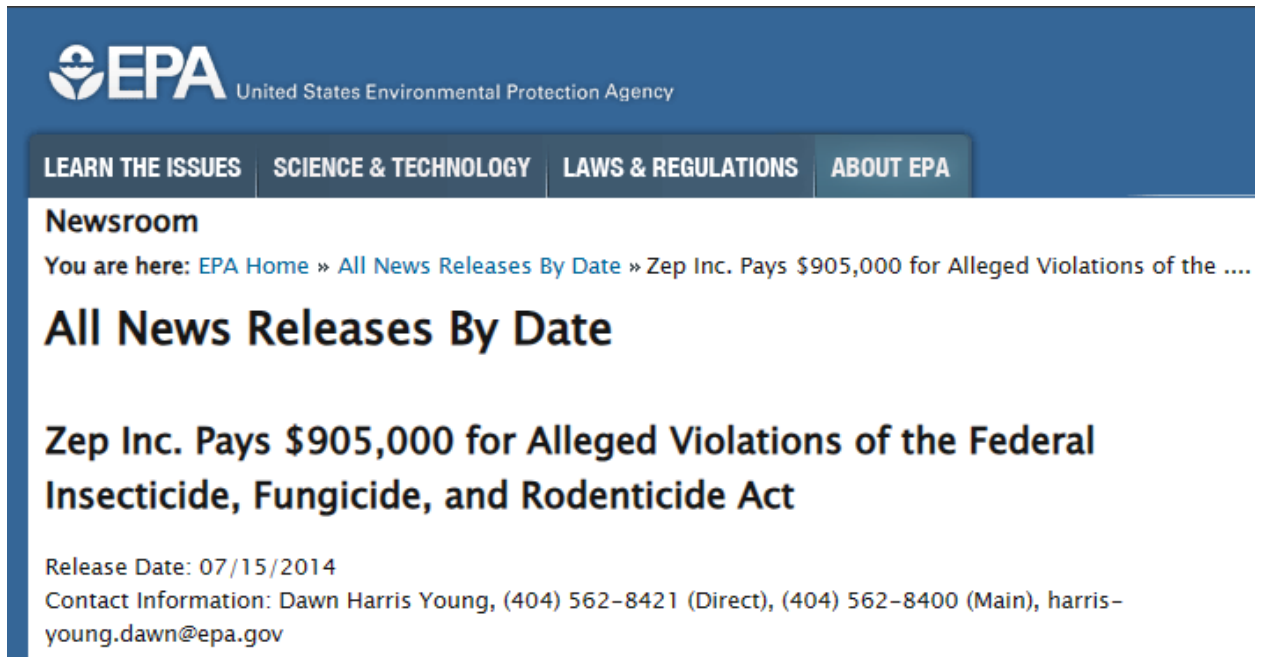 EPA United States Environmental Protection Agency
LEARN THE ISSUES SCIENCE & TECHNOLOGY LAWS & REGULATIONS ABOUT EPA
Newsroom
You are here: EPA Home » All News Releases By Date » Zep Inc. Pays $905,000 for Alleged Violations of the ....
All News Releases By Date
Zep Inc. Pays $905,000 for Alleged Violations of the Federal
Insecticide, Fungicide, and Rodenticide Act
Release Date: 07/15/2014
Contact Information: Dawn Harris Young, (404) 562-8421 (Direct), (404) 562-8400 (Main), harris-
young.dawn@epa.gov